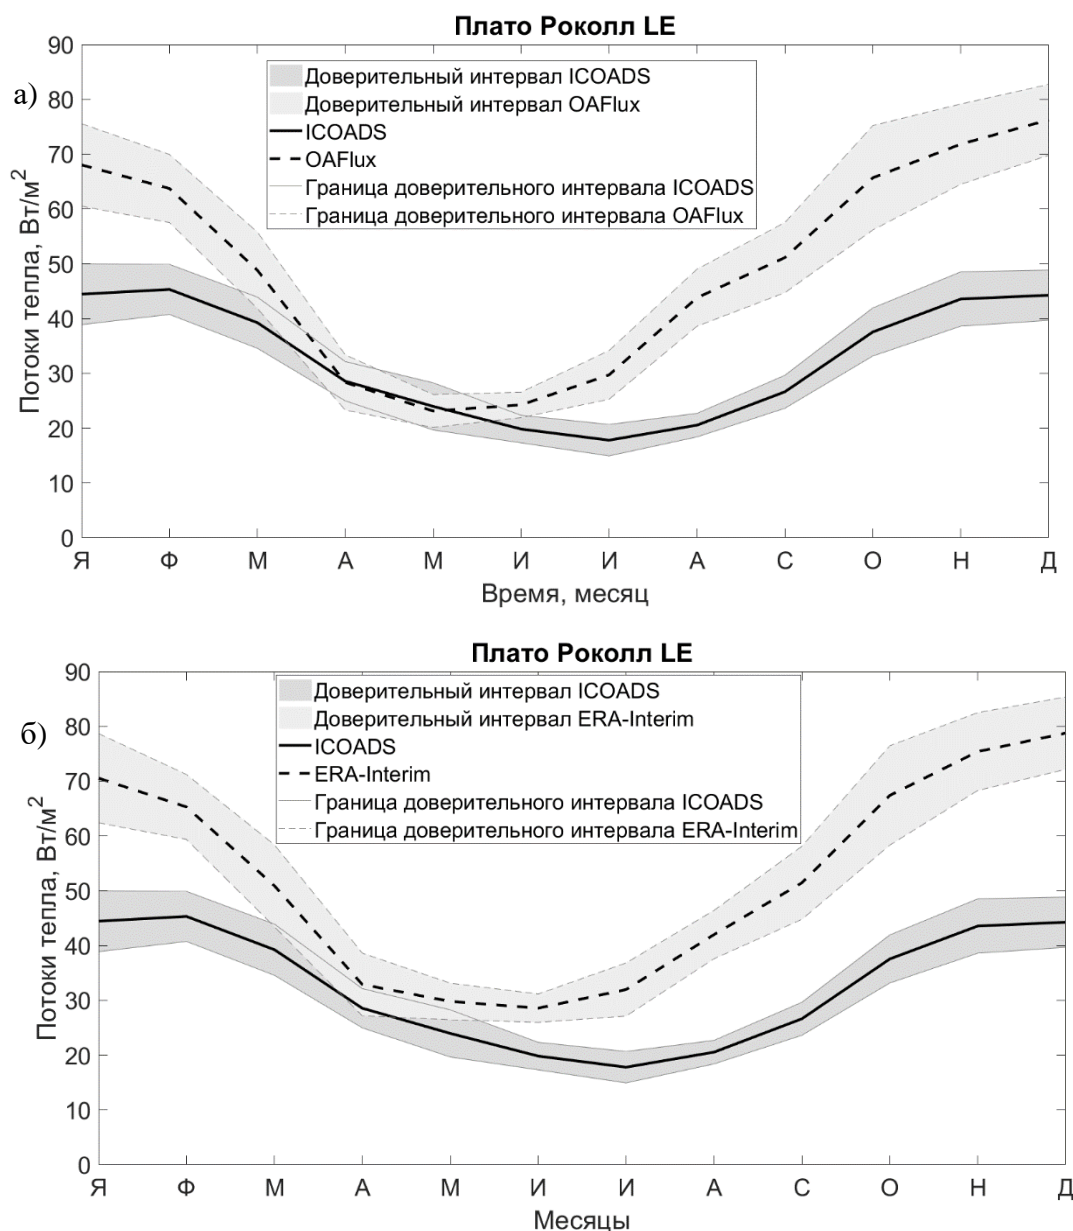 Плато Роколл LE
а)
Доверительный интервал ICOADS
Доверительный интервал OAFlux
ICOADS
OAFlux
Граница доверительного интервала ICOADS
Граница доверительного интервала OAFlux
Потоки тепла, Вт/м²
90
80
70
60
50
40
30
20
10
0
Я Ф М А М И И А С О Н Д
Время, месяц
Плато Роколл LE
б)
Доверительный интервал ICOADS
Доверительный интервал ERA-Interim
ICOADS
ERA-Interim
Граница доверительного интервала ICOADS
Граница доверительного интервала ERA-Interim
Потоки тепла, Вт/м²
90
80
70
60
50
40
30
20
10
0
Я Ф М А М И И А С О Н Д
Месяцы